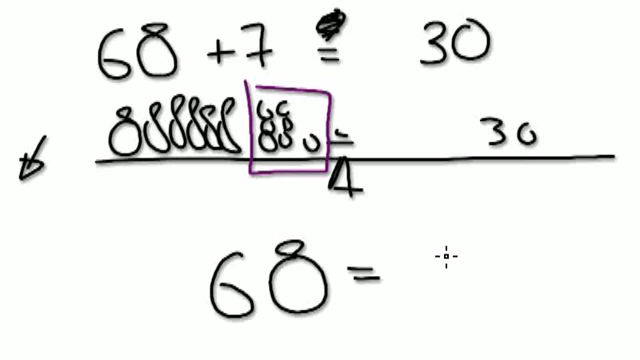 68 + 7 = 30
= 30
4
68 =